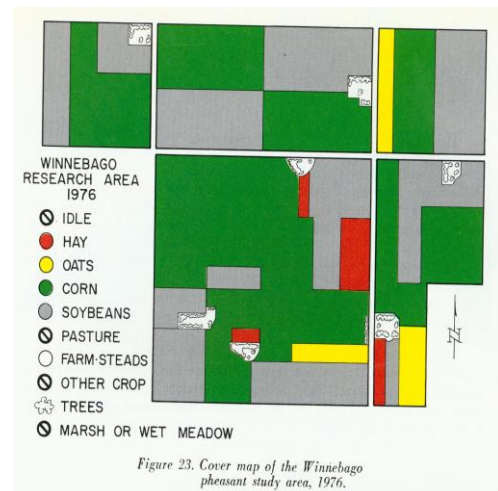 WINNEBAGO
RESEARCH AREA
1976
IDLE
HAY
OATS
CORN
SOYBEANS
PASTURE
FARM-STEADS
OTHER CROP
TREES
MARSH OR WET MEADOW
N
Figure 23. Cover map of the Winnebago
pheasant study area, 1976.